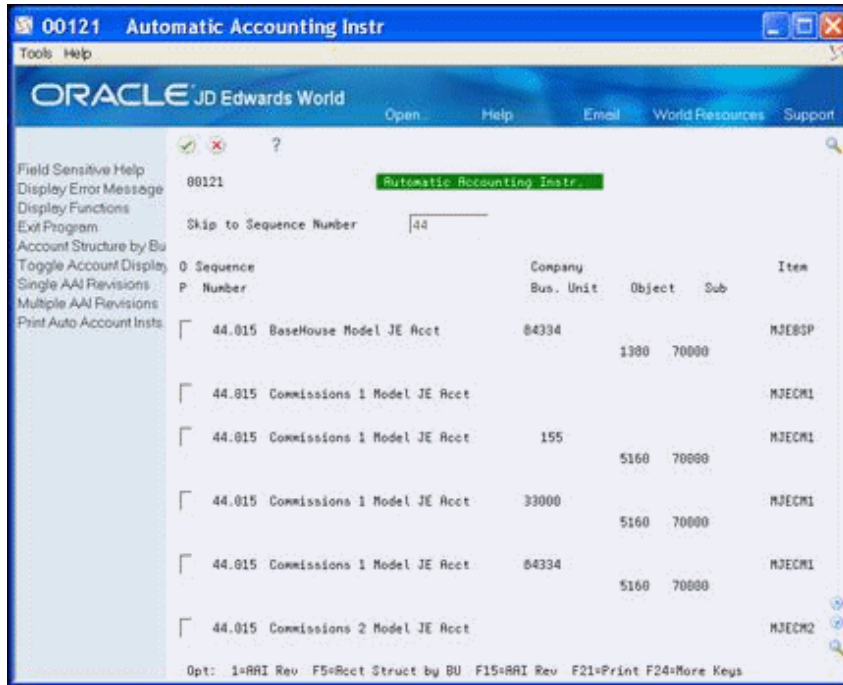 00121 Automatic Accounting Instr
Tools Help
ORACLE JD Edwards World
Open.. Help Email World Resources Support
Field Sensitive Help
Display Error Message
Display Functions
Exit Program
Account Structure by Bu
Toggle Account Display
Single AAI Revisions
Multiple AAI Revisions
Print Auto Account Insts
?
00121 Automatic Accounting Instr.
Skip to Sequence Number 44
O Sequence Company Item
P Number Bus. Unit Object Sub
44.015 BaseHouse Model JE Acct 84334 MJEBSP
1300 70000
44.015 Commissions 1 Model JE Acct MJECM1
44.015 Commissions 1 Model JE Acct 155 MJECM1
5160 70000
44.015 Commissions 1 Model JE Acct 33000 MJECM1
5160 70000
44.015 Commissions 1 Model JE Acct 84334 MJECM1
5160 70000
44.015 Commissions 2 Model JE Acct MJECM2
Opt: 1=AAI Rev F5=Acct Struct by BU F15=AAI Rev F21=Print F24=More Keys